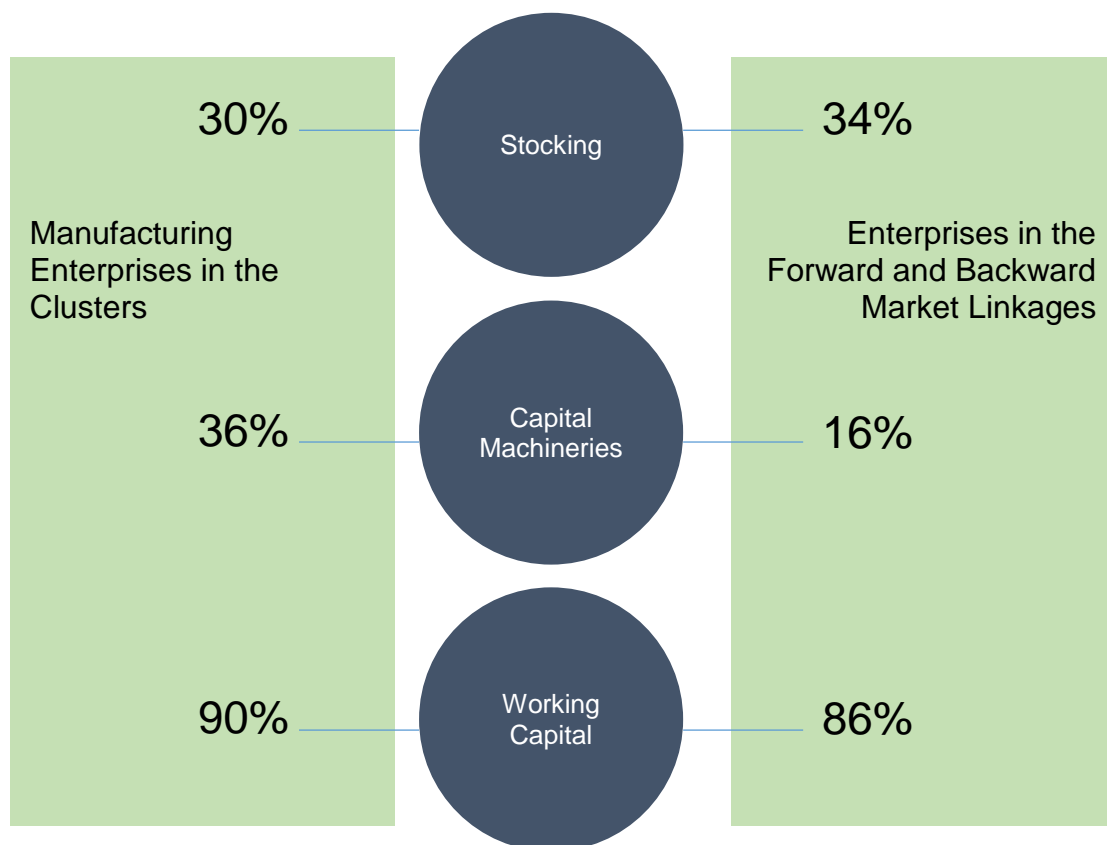 30%
Stocking
34%
Manufacturing
Enterprises in the
Clusters
Enterprises in the
Forward and Backward
Market Linkages
36%
Capital
Machineries
16%
90%
Working
Capital
86%